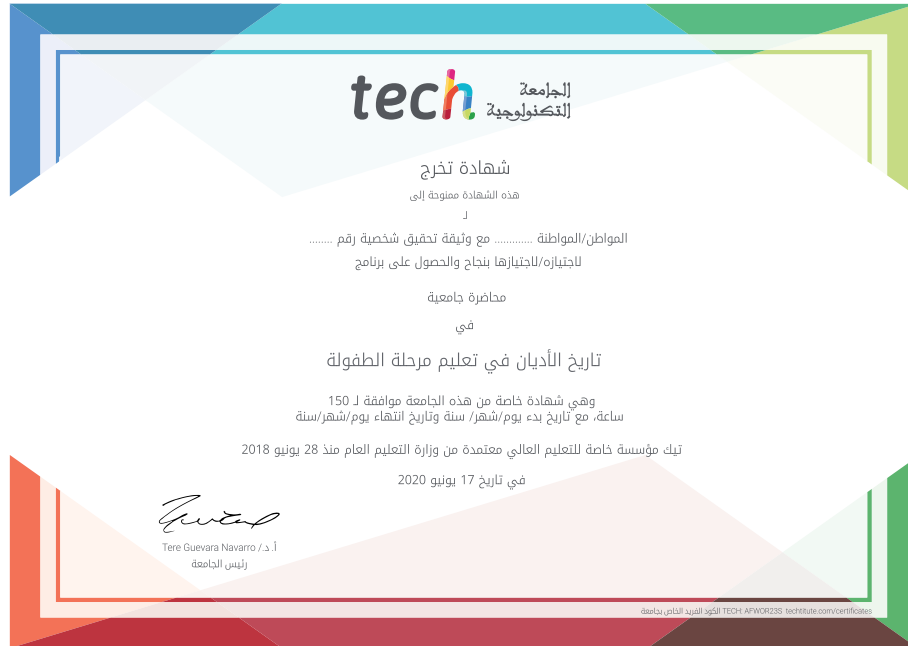 tech الجامعة
التكنولوجية
شهادة تخرج
هذه الشهادة ممنوحة إلى
لـ
المواطن/المواطنة ............. مع وثيقة تحقيق شخصية رقم ........
لاجتيازه/لاجتيازها بنجاح والحصول على برنامج
محاضرة جامعية
في
تاريخ الأديان في تعليم مرحلة الطفولة
وهي شهادة خاصة من هذه الجامعة موافقة لـ 150
ساعة، مع تاريخ بدء يوم/شهر/ سنة وتاريخ انتهاء يوم/شهر/سنة
تيك مؤسسة خاصة للتعليم العالي معتمدة من وزارة التعليم العام منذ 28 يونيو 2018
في تاريخ 17 يونيو 2020
أ.د./ Tere Guevara Navarro
رئيس الجامعة
الكود الفريد الخاص بجامعة TECH: AFWOR23S techtitute.com/certificates